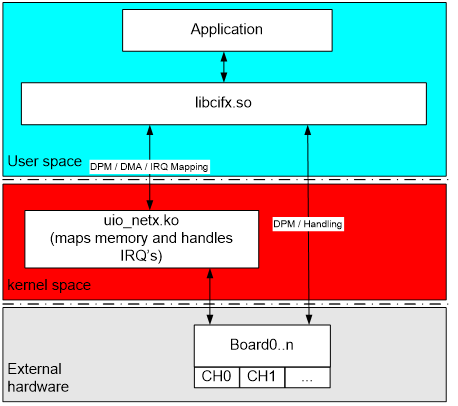 Application
libcifx.so
User space
DPM / DMA / IRQ Mapping
uio_netx.ko
(maps memory and handles
IRQ's)
DPM / Handling
kernel space
Board0..n
CH0
CH1
...
External
hardware